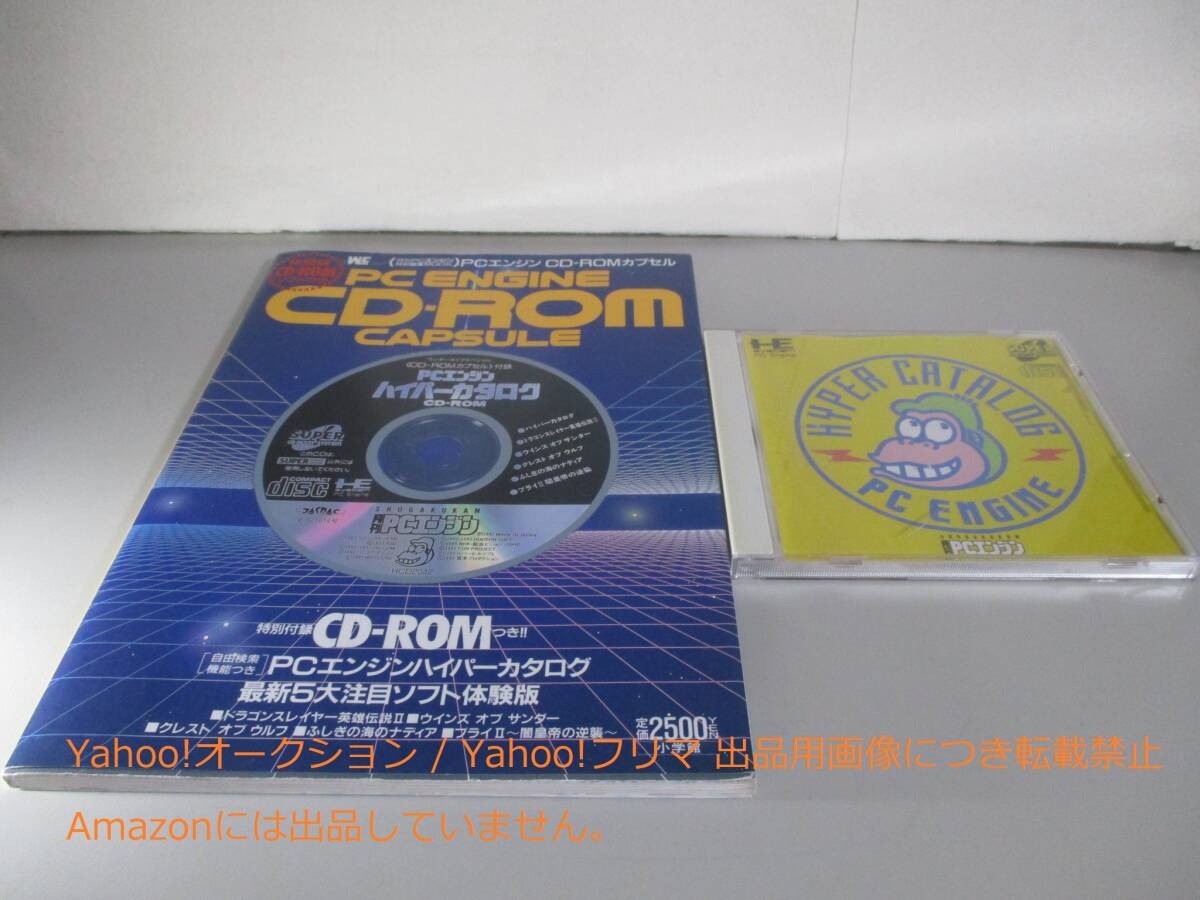 CD-ROM
PCエンジン CD-ROMカプセル
PC ENGINE
CD-ROM
CAPSULE
《CD-ROMカプセル》付録
PCエンジン
ハイパーカタログ
CD-ROM
ハイパーカタログ
ドラゴンスレイヤー英雄伝説II
ウインズ オブ サンダー
クレスト オブ ウルフ
ふしぎの海のナディア
ブライII 闇皇帝の逆襲
SUPER
このCDは、
SUPER
COMPACT
disc
HE
SYSTEM
PC Engine
SHOGAKUKAN
月刊PCエンジン
HCD2042
特別付録CD-ROMつき!!
[自由検索機能つき]PCエンジンハイパーカタログ
最新5大注目ソフト体験版
■ドラゴンスレイヤー英雄伝説II ■ウインズ オブ サンダー
■クレスト オブ ウルフ ■ふしぎの海のナディア ■ブライII〜闇皇帝の逆襲〜
定価2500円
小学館
HE
SYSTEM
PC Engine
HYPER CATALOG
PC ENGINE
SHOGAKUKAN
月刊PCエンジン
Yahoo!オークション / Yahoo!フリマ 出品用画像につき転載禁止
Amazonには出品していません。